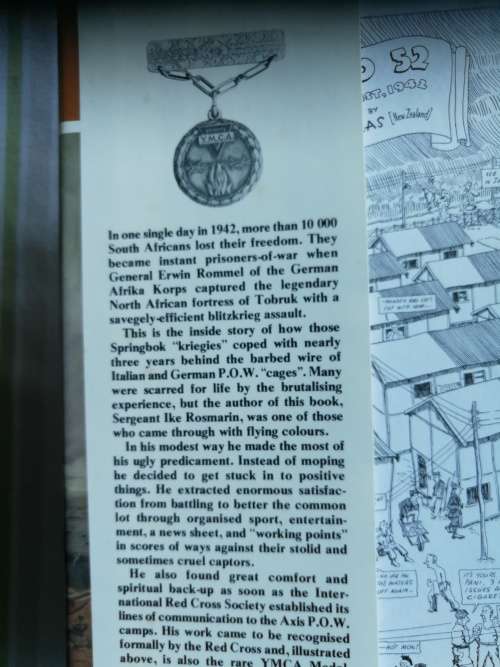 Y.M.C.A.
In one single day in 1942, more than 10 000
South Africans lost their freedom. They
became instant prisoners-of-war when
General Erwin Rommel of the German
Afrika Korps captured the legendary
North African fortress of Tobruk with a
savegely-efficient blitzkrieg assault.
This is the inside story of how those
Springbok "kriegies" coped with nearly
three years behind the barbed wire of
Italian and German P.O.W. "cages". Many
were scarred for life by the brutalising
experience, but the author of this book,
Sergeant Ike Rosmarin, was one of those
who came through with flying colours.
In his modest way he made the most of
his ugly predicament. Instead of moping
he decided to get stuck in to positive
things. He extracted enormous satisfac-
tion from battling to better the common
lot through organised sport, entertain-
ment, a news sheet, and "working points"
in scores of ways against their stolid and
sometimes cruel captors.
He also found great comfort and
spiritual back-up as soon as the Inter-
national Red Cross Society established its
lines of communication to the Axis P.O.W.
camps. His work came to be recognised
formally by the Red Cross and, illustrated
above, is also the rare YMCA Medal
O 52
ST, 1942
BY
AS [New Zealand]